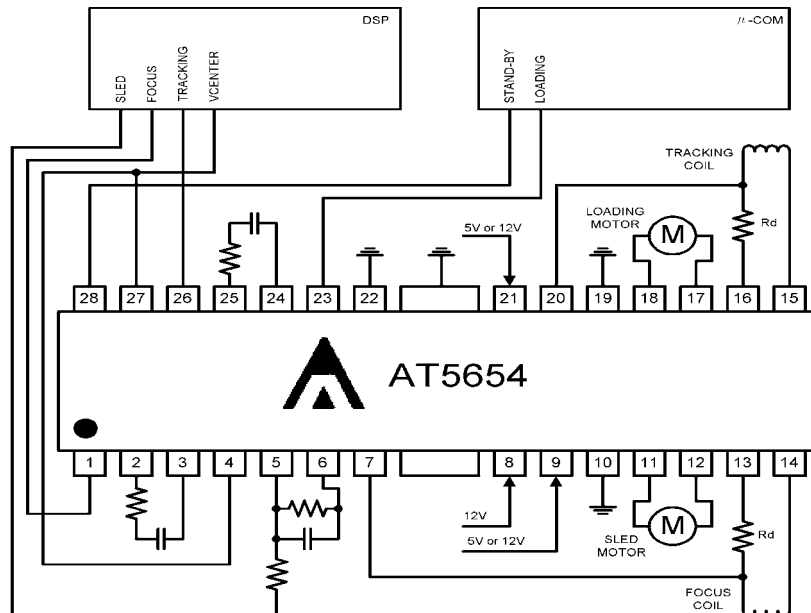 DSP
μ-COM
SLED
FOCUS
TRACKING
VCENTER
STAND-BY
LOADING
TRACKING
COIL
5V or 12V
LOADING
MOTOR
M
Rd
28 27 26 25 24 23 22 21 20 19 18 17 16 15
AT5654
1 2 3 4 5 6 7 8 9 10 11 12 13 14
12V
5V or 12V
M
SLED
MOTOR
Rd
FOCUS
COIL